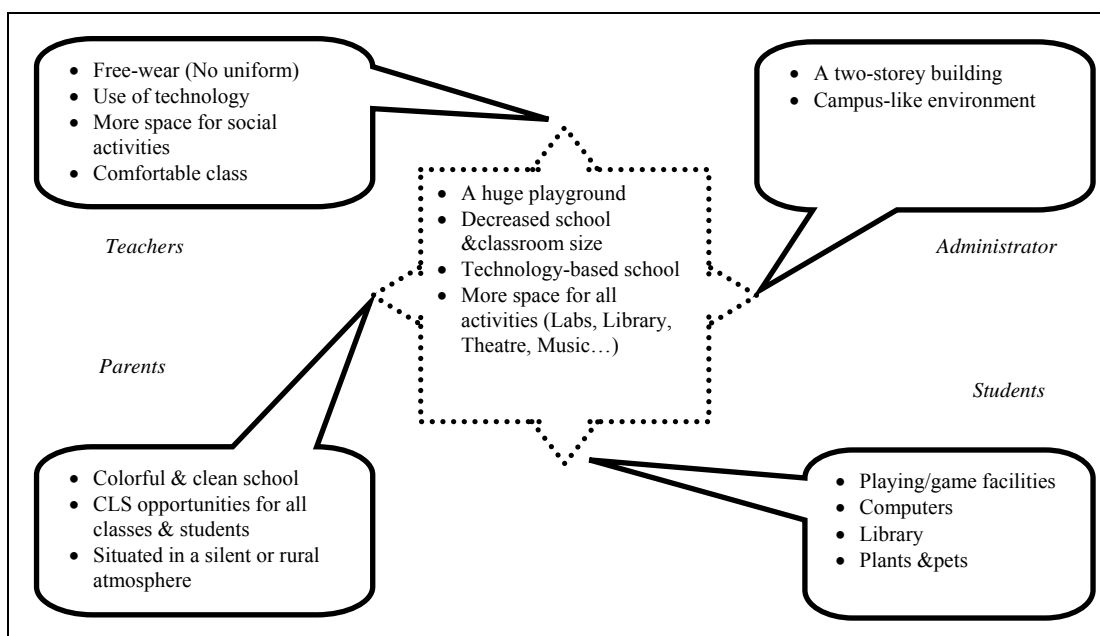 • Free-wear (No uniform)
• Use of technology
• More space for social
activities
• Comfortable class
• A two-storey building
• Campus-like environment
• A huge playground
• Decreased school
&classroom size
• Technology-based school
• More space for all
activities (Labs, Library,
Theatre, Music…)
Teachers
Administrator
Parents
Students
• Colorful & clean school
• CLS opportunities for all
classes & students
• Situated in a silent or rural
atmosphere
• Playing/game facilities
• Computers
• Library
• Plants &pets